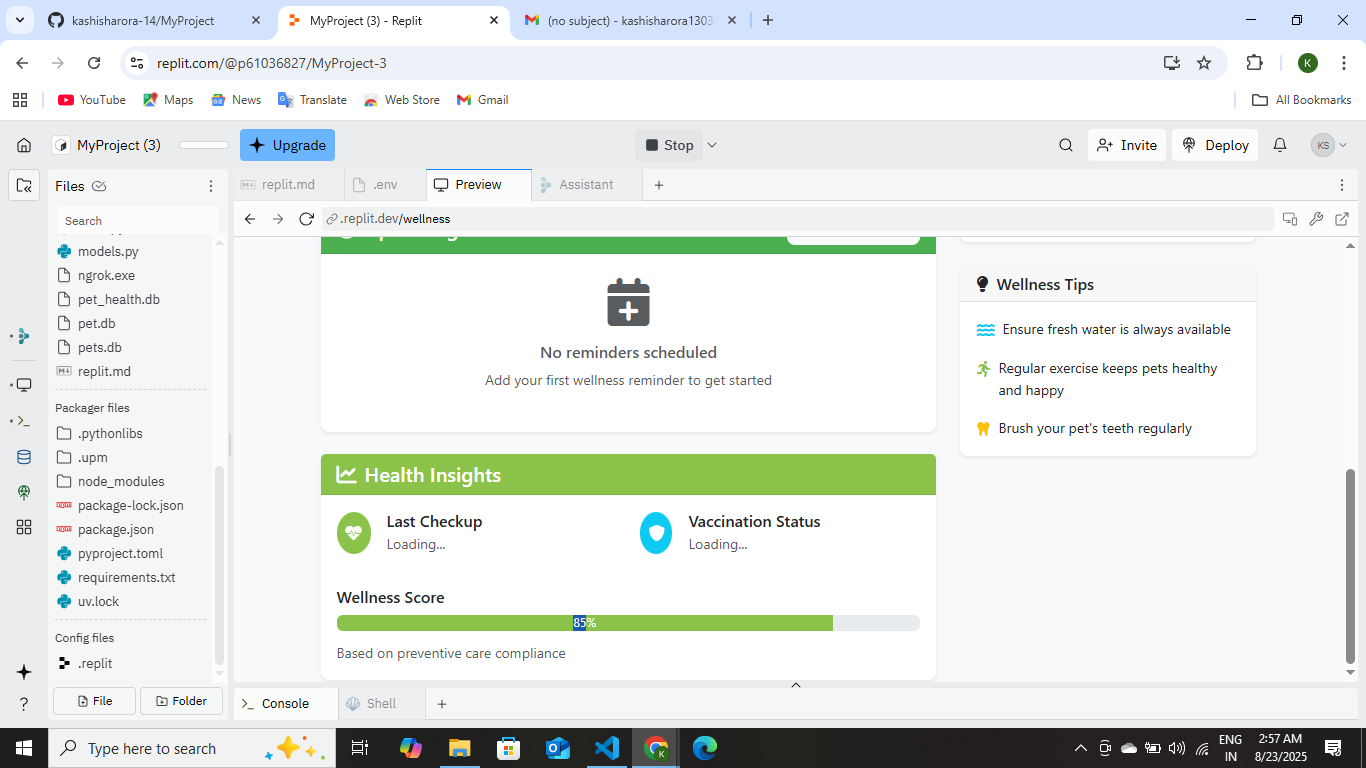 kashisharora-14/MyProject
MyProject (3) - Replit
(no subject) - kashisharora1303
replit.com/@p61036827/MyProject-3
K
YouTube
Maps
News
Translate
Web Store
Gmail
All Bookmarks
MyProject (3)
Upgrade
Stop
Invite
Deploy
KS
Files
replit.md
.env
Preview
Assistant
Search
.replit.dev/wellness
models.py
ngrok.exe
pet_health.db
pet.db
pets.db
replit.md
Packager files
.pythonlibs
.upm
node_modules
package-lock.json
package.json
pyproject.toml
requirements.txt
uv.lock
Config files
.replit
File
Folder
No reminders scheduled
Add your first wellness reminder to get started
Health Insights
Last Checkup
Loading...
Vaccination Status
Loading...
Wellness Score
85%
Based on preventive care compliance
Wellness Tips
Ensure fresh water is always available
Regular exercise keeps pets healthy
and happy
Brush your pet's teeth regularly
Console
Shell
Type here to search
ENG
IN
2:57 AM
8/23/2025